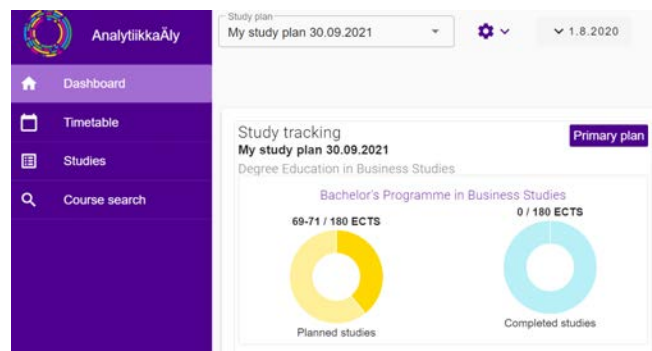 AnalytiikkaÄly
Study plan
My study plan 30.09.2021
1.8.2020
Dashboard
Timetable
Studies
Course search
Study tracking
Primary plan
My study plan 30.09.2021
Degree Education in Business Studies
Bachelor's Programme in Business Studies
69-71 / 180 ECTS
0 / 180 ECTS
Planned studies
Completed studies